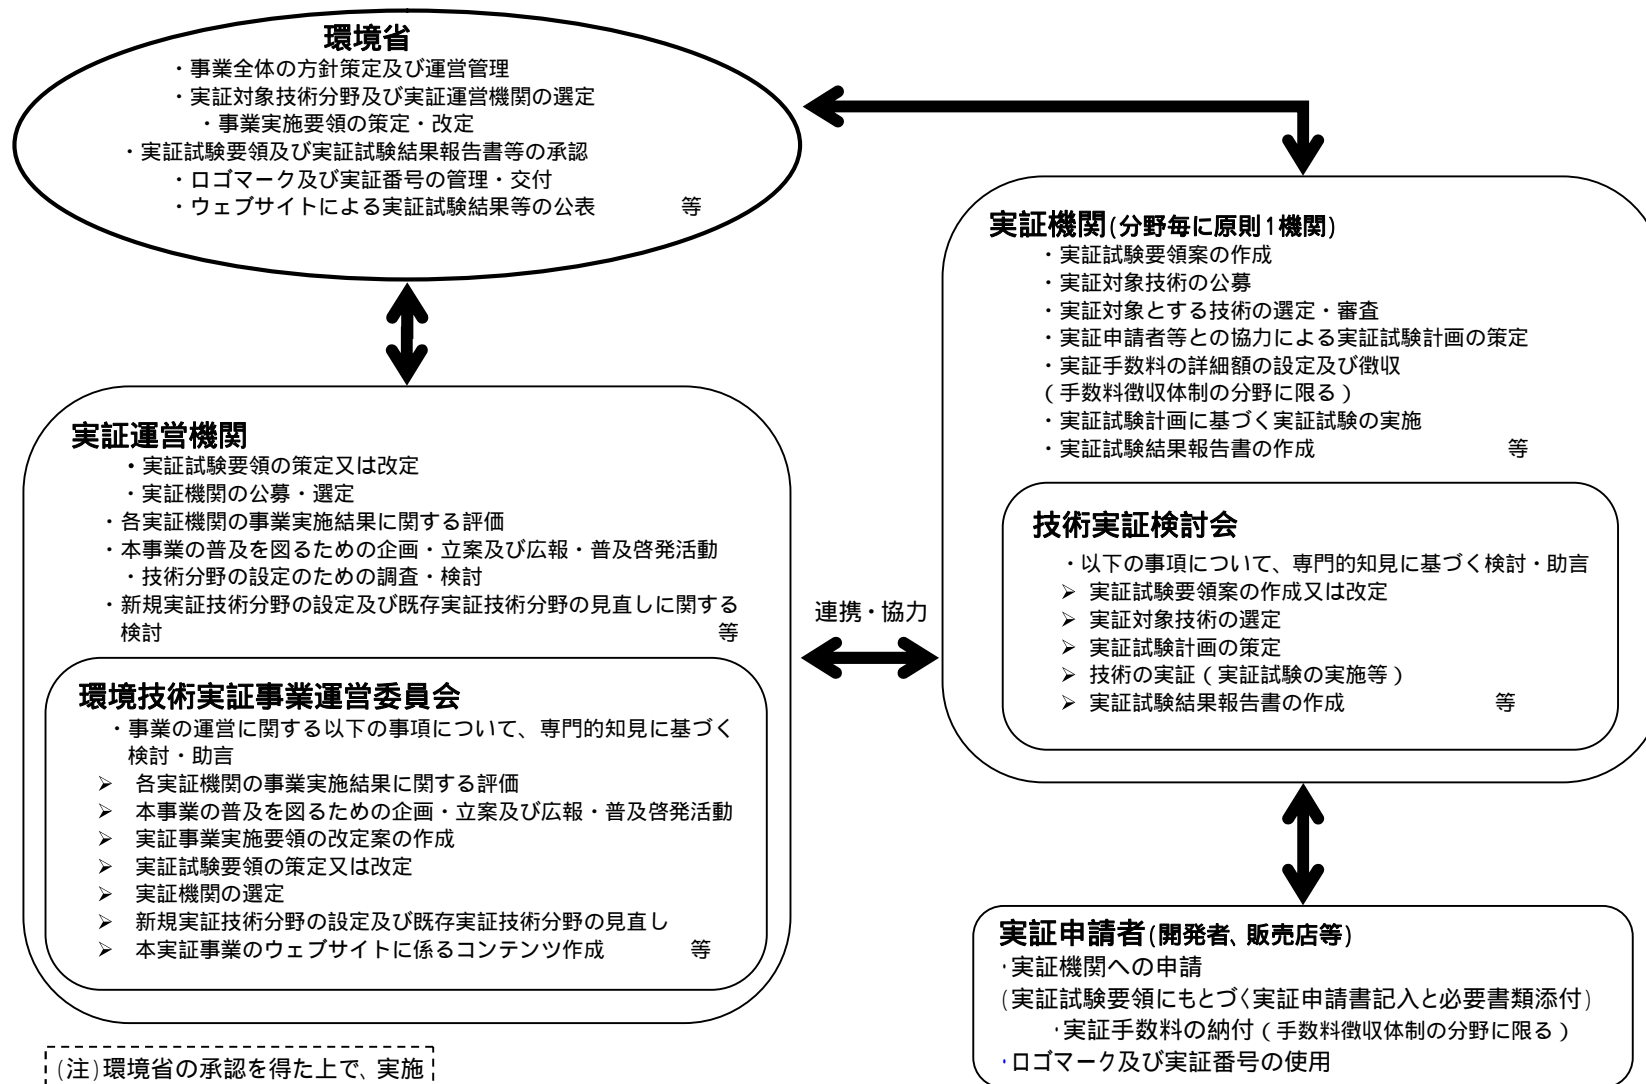 環境省
・事業全体の方針策定及び運営管理
・実証対象技術分野及び実証運営機関の選定
・事業実施要領の策定・改定
・実証試験要領及び実証試験結果報告書等の承認
・ロゴマーク及び実証番号の管理・交付
・ウェブサイトによる実証試験結果等の公表 等
実証運営機関
・実証試験要領の策定又は改定
・実証機関の公募・選定
・各実証機関の事業実施結果に関する評価
・本事業の普及を図るための企画・立案及び広報・普及啓発活動
・技術分野の設定のための調査・検討
・新規実証技術分野の設定及び既存実証技術分野の見直しに関する
検討 等
環境技術実証事業運営委員会
・事業の運営に関する以下の事項について、専門的知見に基づく
検討・助言
➢ 各実証機関の事業実施結果に関する評価
➢ 本事業の普及を図るための企画・立案及び広報・普及啓発活動
➢ 実証事業実施要領の改定案の作成
➢ 実証試験要領の策定又は改定
➢ 実証機関の選定
➢ 新規実証技術分野の設定及び既存実証技術分野の見直し
➢ 本実証事業のウェブサイトに係るコンテンツ作成 等
(注)環境省の承認を得た上で、実施
連携・協力
実証機関(分野毎に原則1機関)
・実証試験要領案の作成
・実証対象技術の公募
・実証対象とする技術の選定・審査
・実証申請者等との協力による実証試験計画の策定
・実証手数料の詳細額の設定及び徴収
(手数料徴収体制の分野に限る)
・実証試験計画に基づく実証試験の実施
・実証試験結果報告書の作成 等
技術実証検討会
・以下の事項について、専門的知見に基づく検討・助言
➢ 実証試験要領案の作成又は改定
➢ 実証対象技術の選定
➢ 実証試験計画の策定
➢ 技術の実証(実証試験の実施等)
➢ 実証試験結果報告書の作成 等
実証申請者(開発者、販売店等)
・実証機関への申請
(実証試験要領にもとづく実証申請書記入と必要書類添付)
・実証手数料の納付(手数料徴収体制の分野に限る)
・ロゴマーク及び実証番号の使用